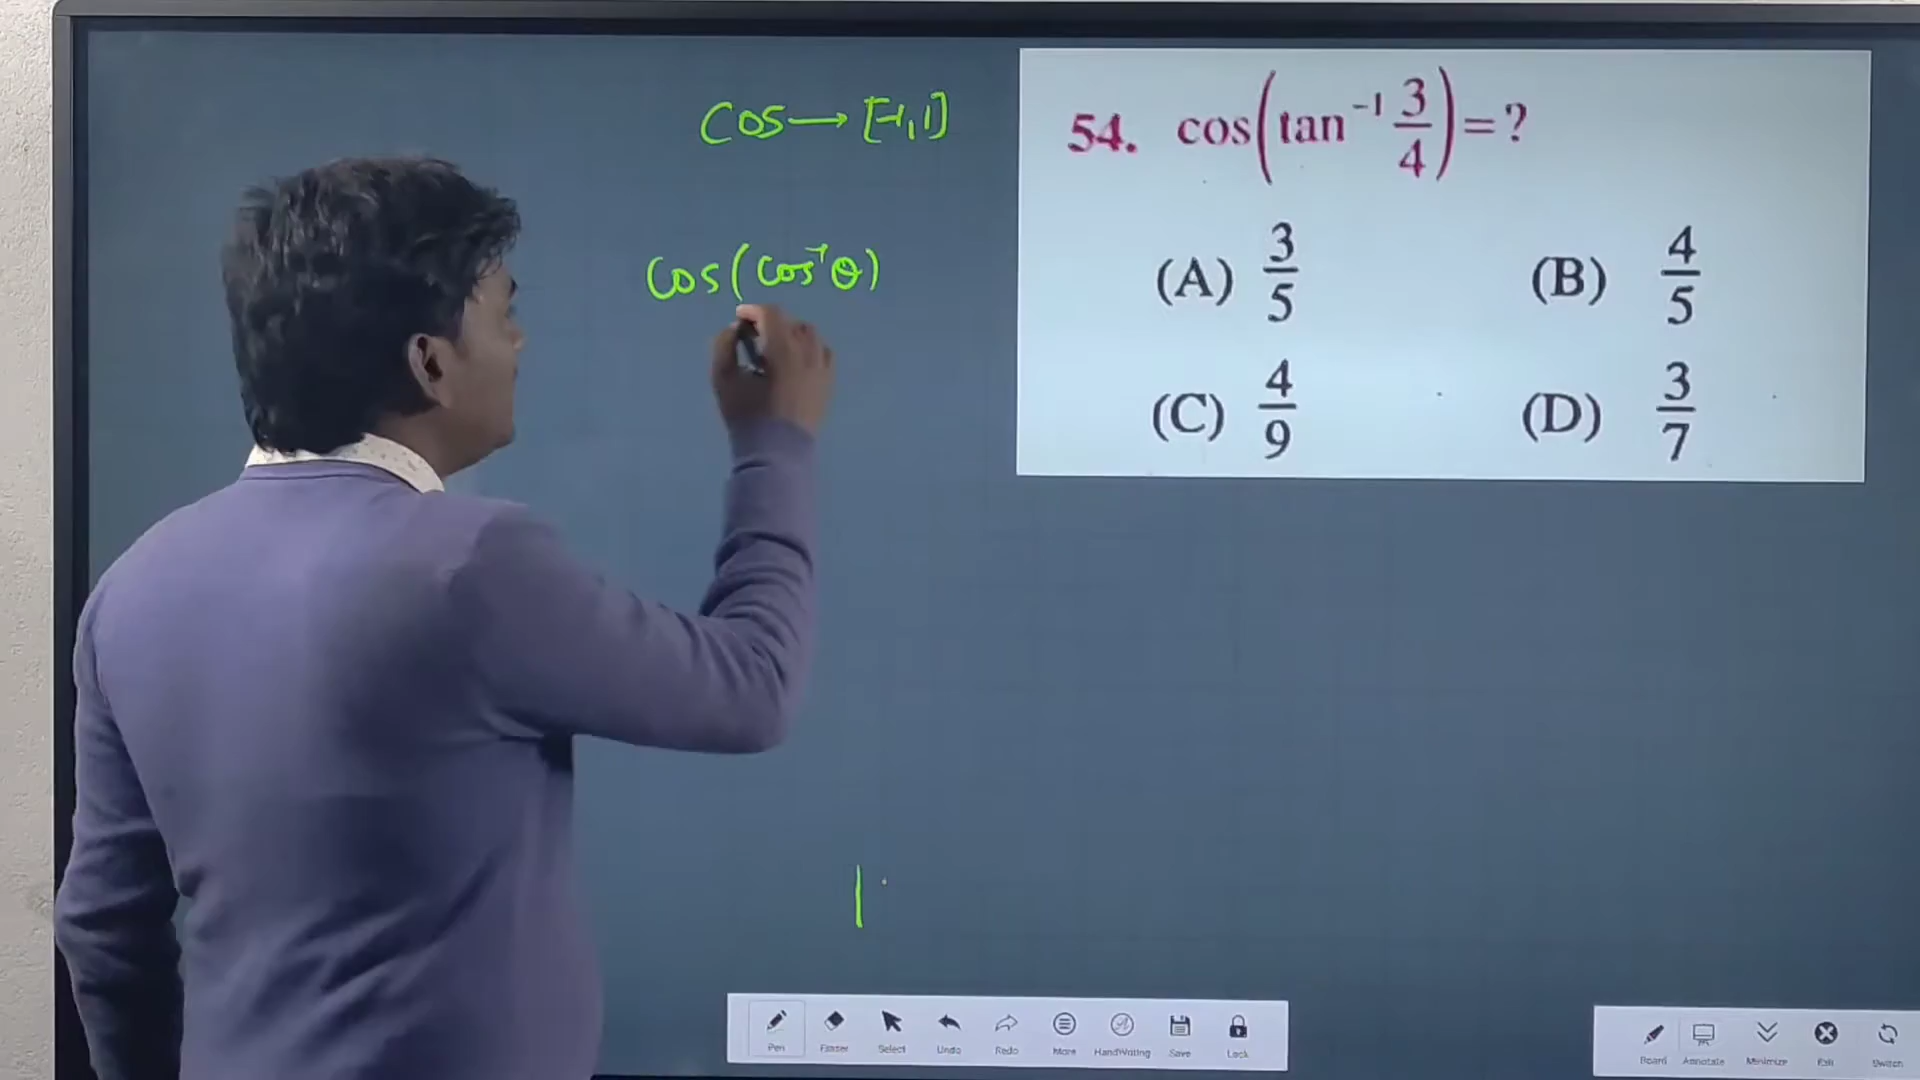 cos→[-1,1]
cos(cos⁻¹θ)
54. cos(tan⁻¹ 3/4)=?
(A) 3/5 (B) 4/5
(C) 4/9 (D) 3/7
Pen Eraser Select Undo Redo More HandWriting Save Lock
Board Annotate Minimize Exit Switch